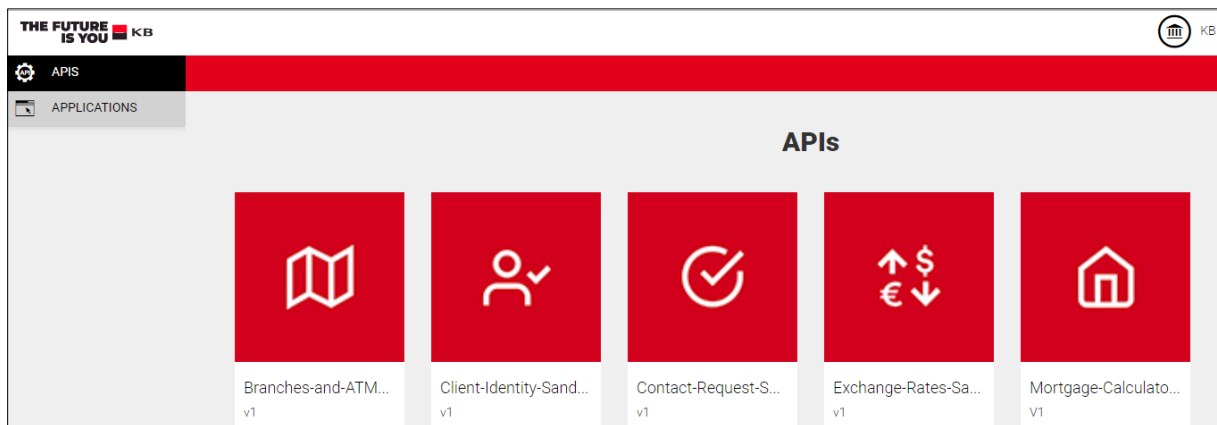 THE FUTURE
IS YOU KB
KB
APIS
APPLICATIONS
APIs
Branches-and-ATM...
v1
Client-Identity-Sand...
v1
Contact-Request-S...
v1
Exchange-Rates-Sa...
v1
Mortgage-Calculato...
V1